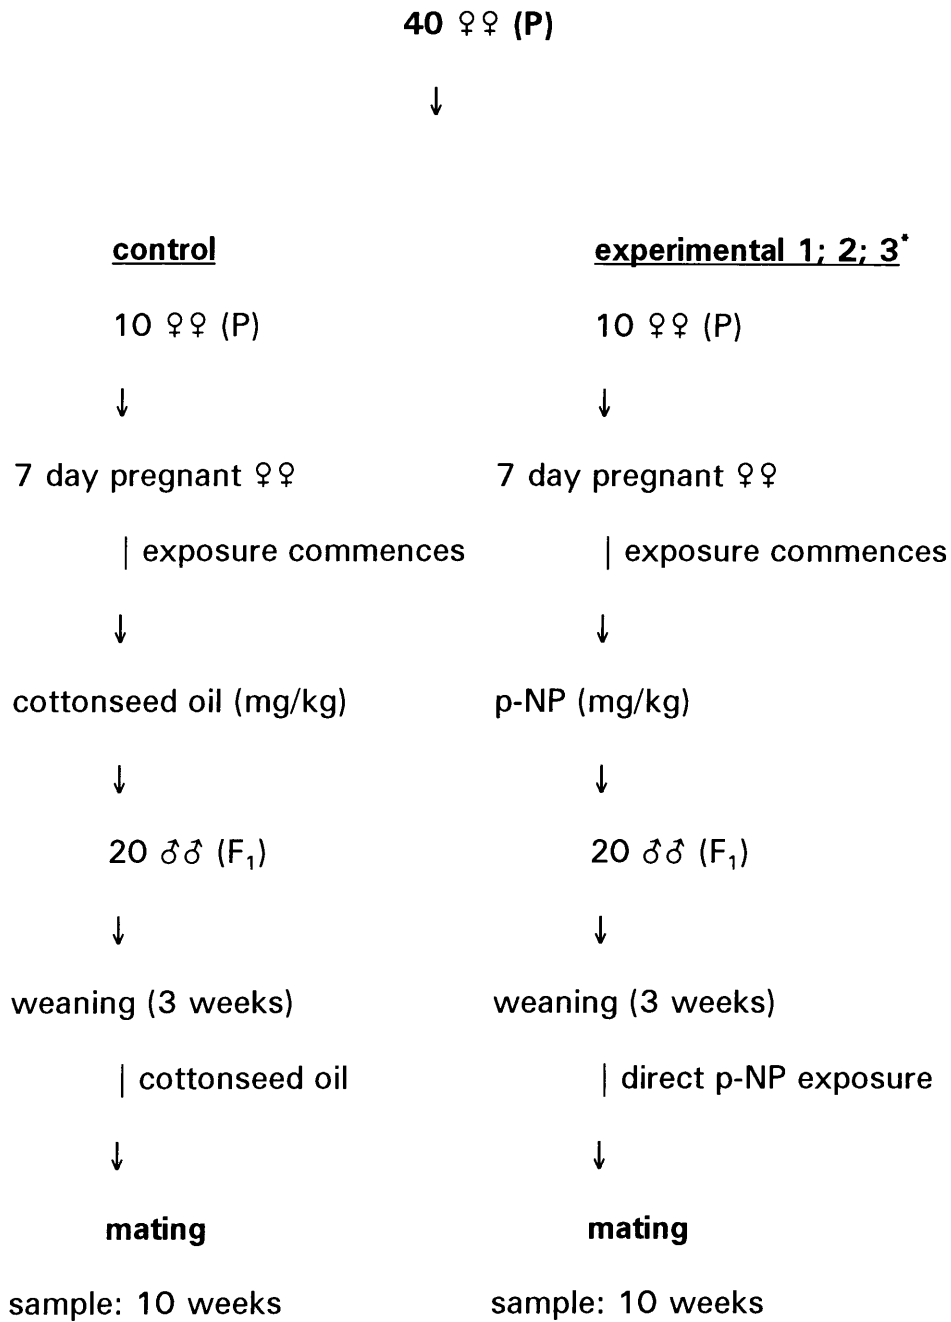 40 ♀♀ (P)
↓
control
experimental 1; 2; 3*
10 ♀♀ (P)
10 ♀♀ (P)
↓
↓
7 day pregnant ♀♀
7 day pregnant ♀♀
| exposure commences
| exposure commences
↓
↓
cottonseed oil (mg/kg)
p-NP (mg/kg)
↓
↓
20 ♂♂ (F₁)
20 ♂♂ (F₁)
↓
↓
weaning (3 weeks)
weaning (3 weeks)
| cottonseed oil
| direct p-NP exposure
↓
↓
mating
mating
sample: 10 weeks
sample: 10 weeks